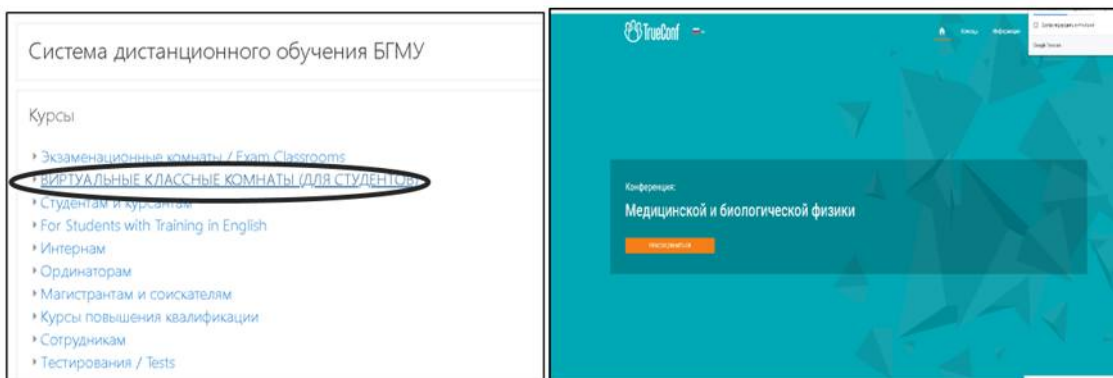 Система дистанционного обучения БГМУ
Курсы
Экзаменационные комнаты / Exam Classrooms
ВИРТУАЛЬНЫЕ КЛАССНЫЕ КОМНАТЫ (ДЛЯ СТУДЕНТОВ)
Студентам и курсантам
For Students with Training in English
Интернам
Ординаторам
Магистрантам и соискателям
Курсы повышения квалификации
Сотрудникам
Тестирования / Tests
TrueConf
Конференция:
Медицинской и биологической физики